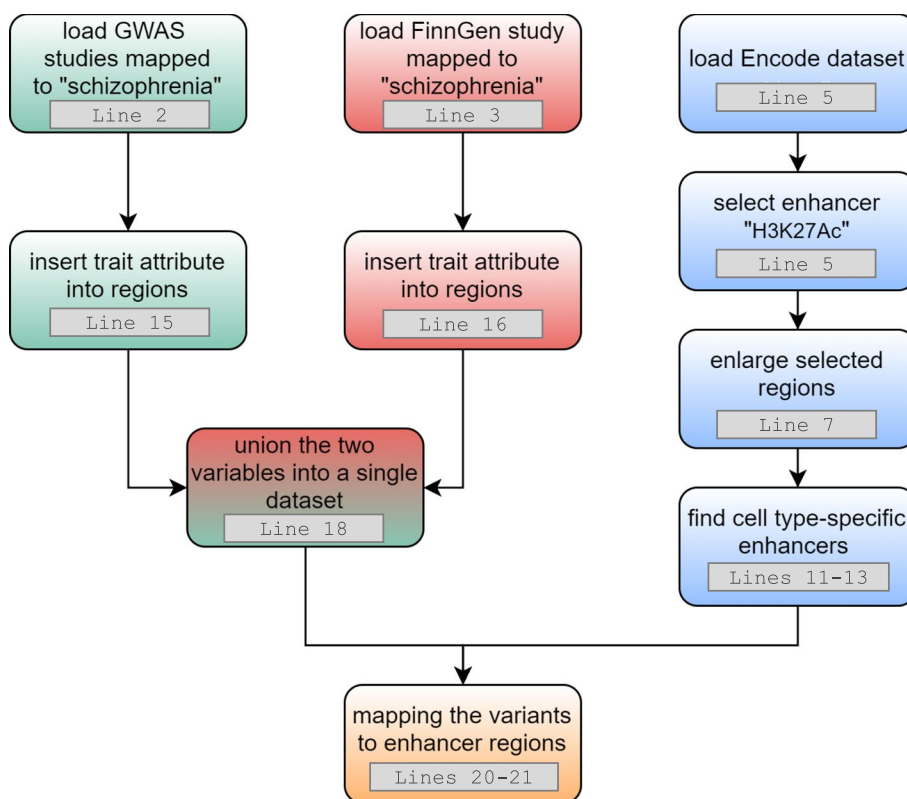 load GWAS
studies mapped
to "schizophrenia"
Line 2
load FinnGen study
mapped to
"schizophrenia"
Line 3
load Encode dataset
Line 5
select enhancer
"H3K27Ac"
Line 5
insert trait attribute
into regions
Line 15
insert trait attribute
into regions
Line 16
enlarge selected
regions
Line 7
union the two
variables into a single
dataset
Line 18
find cell type-specific
enhancers
Lines 11-13
mapping the variants
to enhancer regions
Lines 20-21